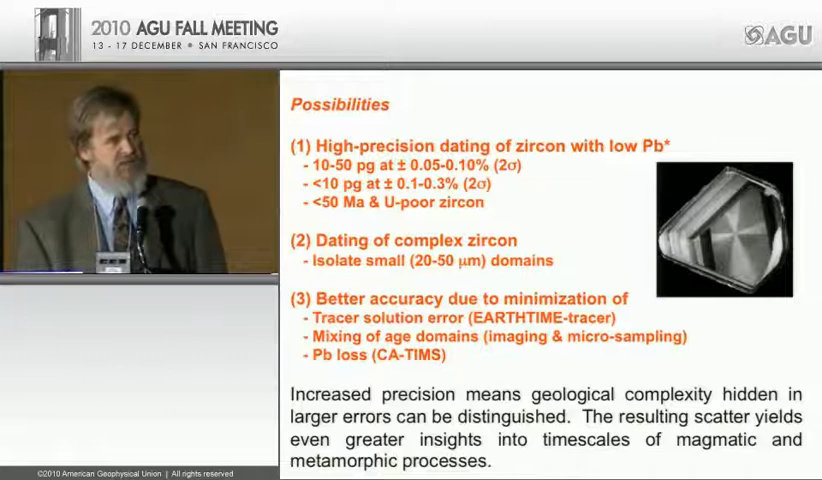 2010 AGU FALL MEETING
13 - 17 DECEMBER • SAN FRANCISCO
AGU
Possibilities
(1) High-precision dating of zircon with low Pb*
- 10-50 pg at ± 0.05-0.10% (2σ)
- <10 pg at ± 0.1-0.3% (2σ)
- <50 Ma & U-poor zircon
(2) Dating of complex zircon
- Isolate small (20-50 μm) domains
(3) Better accuracy due to minimization of
- Tracer solution error (EARTHTIME-tracer)
- Mixing of age domains (imaging & micro-sampling)
- Pb loss (CA-TIMS)
Increased precision means geological complexity hidden in
larger errors can be distinguished. The resulting scatter yields
even greater insights into timescales of magmatic and
metamorphic processes.
©2010 American Geophysical Union | All rights reserved